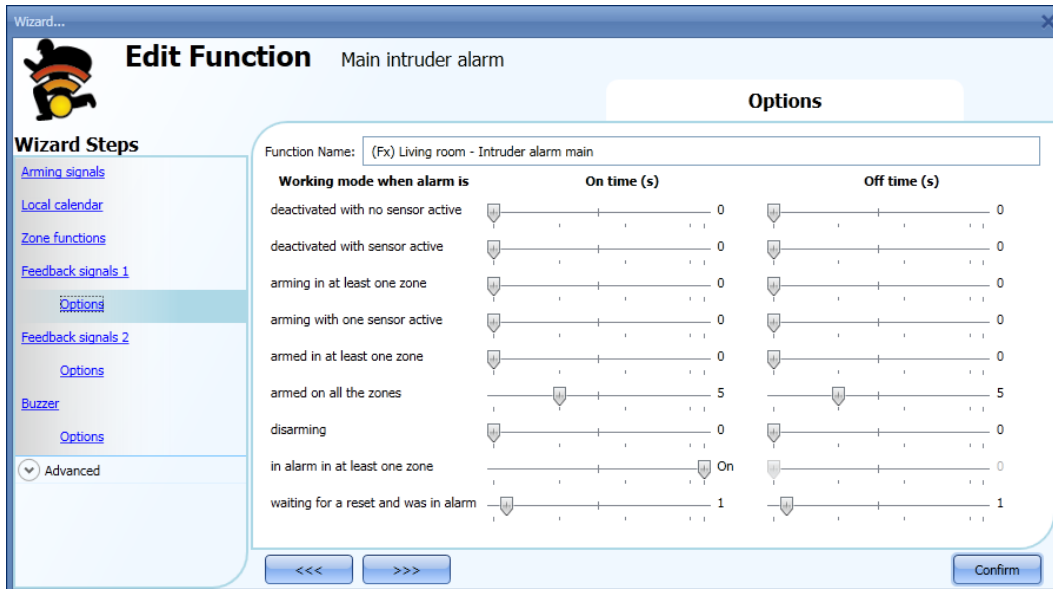 Wizard...
Edit Function Main intruder alarm
Options
Wizard Steps
Arming signals
Local calendar
Zone functions
Feedback signals 1
Options
Feedback signals 2
Options
Buzzer
Options
Advanced
Function Name: (Fx) Living room - Intruder alarm main
Working mode when alarm is On time (s) Off time (s)
deactivated with no sensor active 0 0
deactivated with sensor active 0 0
arming in at least one zone 0 0
arming with one sensor active 0 0
armed in at least one zone 0 0
armed on all the zones 5 5
disarming 0 0
in alarm in at least one zone On 0
waiting for a reset and was in alarm 1 1
<<< >>> Confirm